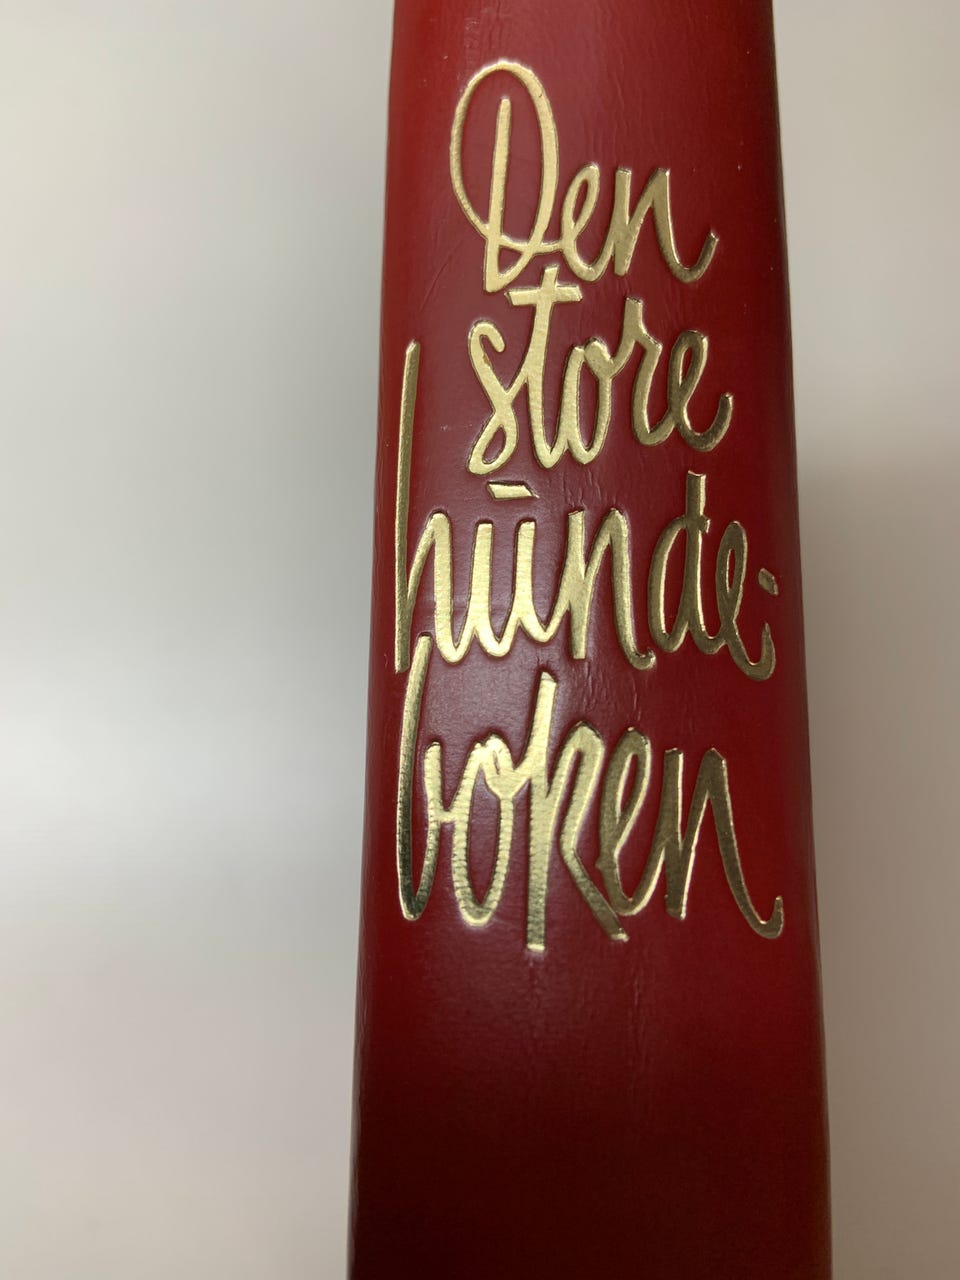 Den
store
hunde-
boken